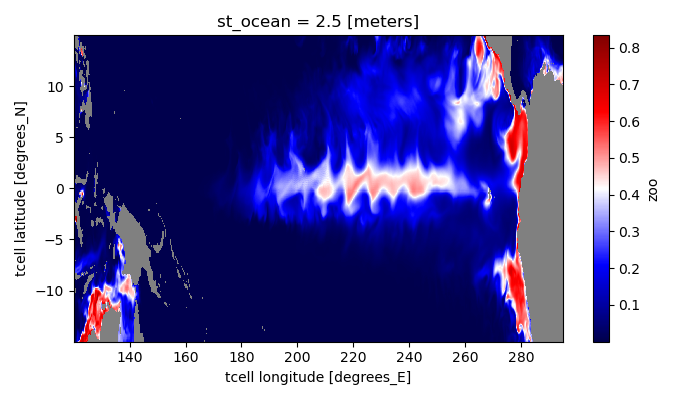 st_ocean = 2.5 [meters]
10
5
0
−5
−10
tcell latitude [degrees_N]
140 160 180 200 220 240 260 280
tcell longitude [degrees_E]
0.8
0.7
0.6
0.5
0.4
0.3
0.2
0.1
zoo